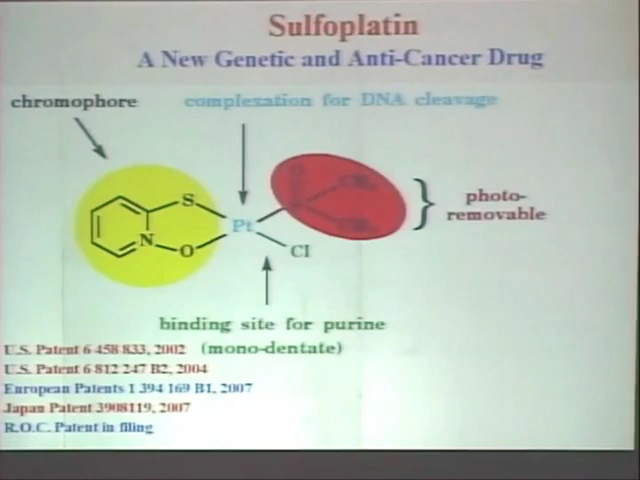 Sulfoplatin
A New Genetic and Anti-Cancer Drug
chromophore
complexation for DNA cleavage
S
Pt
N
O
Cl
photo-
removable
binding site for purine
(mono-dentate)
U.S. Patent 6 458 833, 2002
U.S. Patent 6 812 247 B2, 2004
European Patents 1 394 169 B1, 2007
Japan Patent 3908119, 2007
R.O.C. Patent in filing